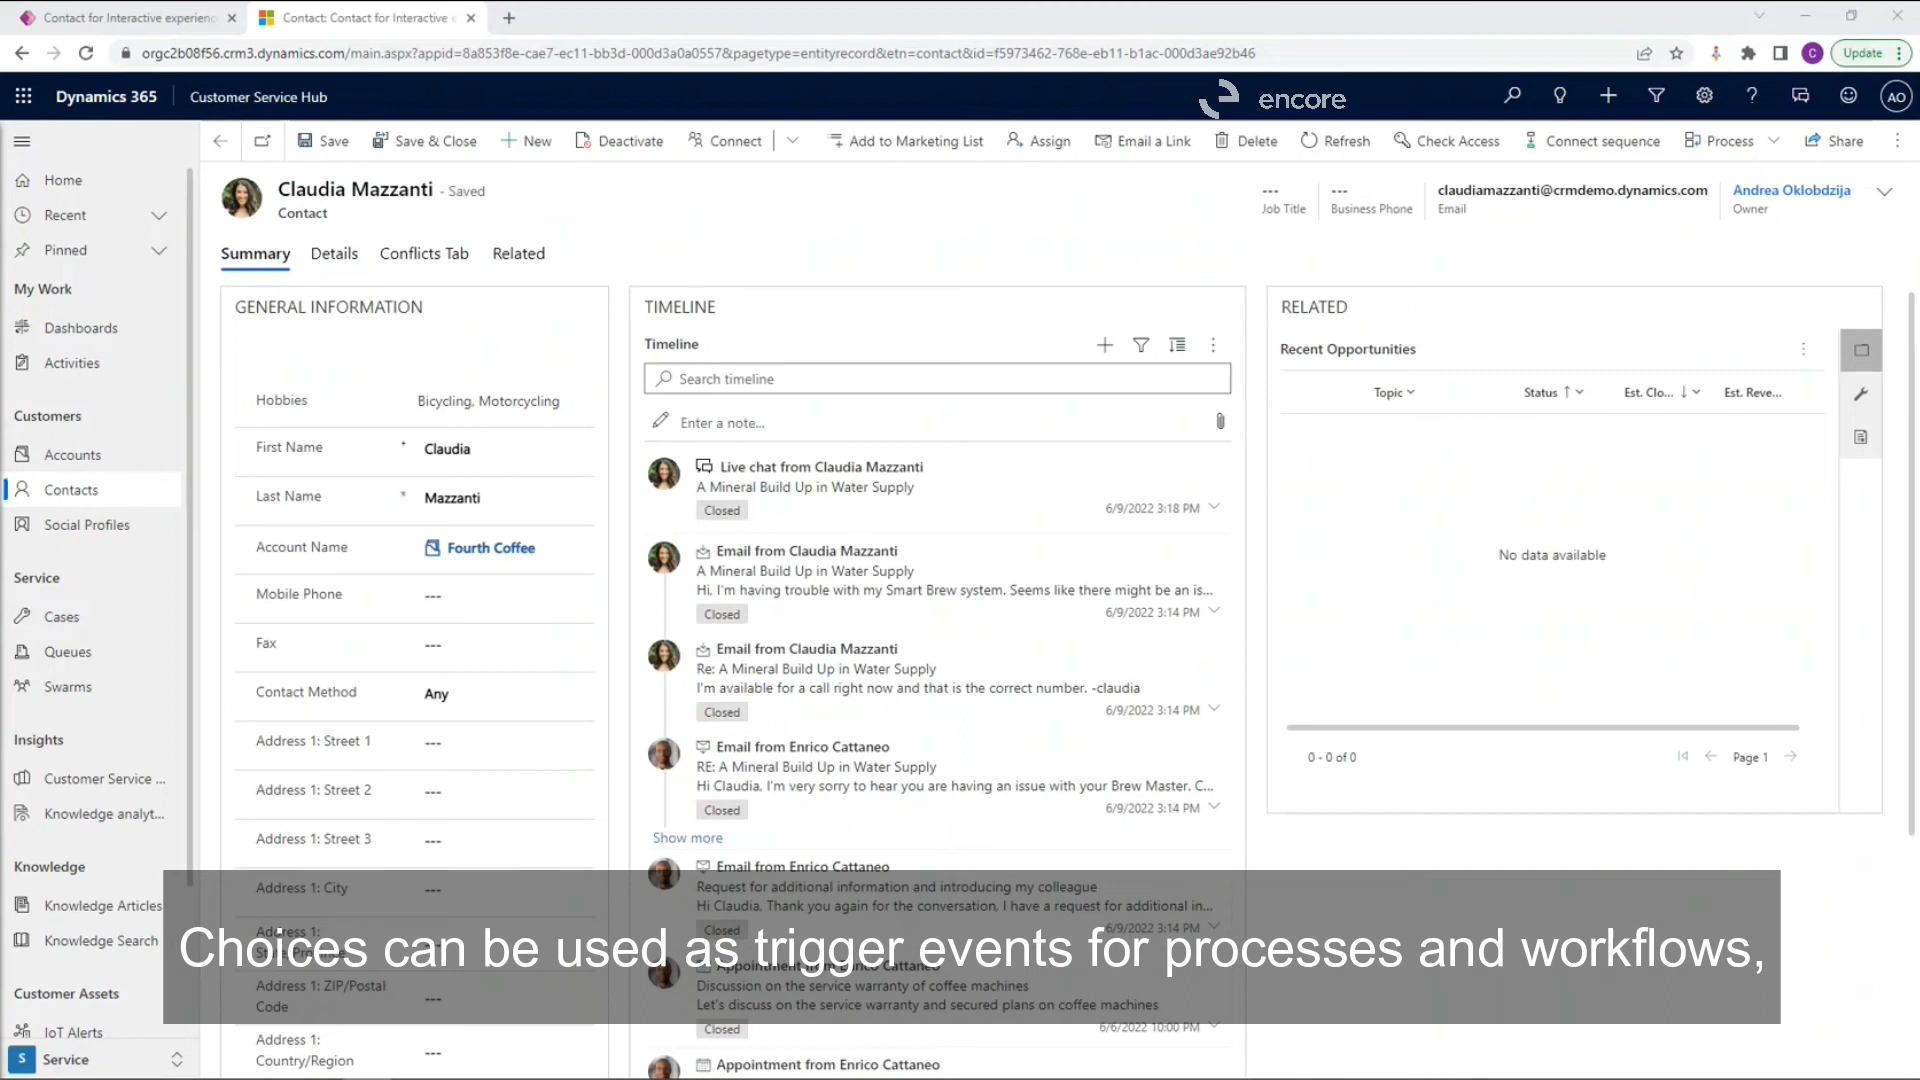 Contact for Interactive experienc
Contact: Contact for Interactive e
orgc2b08f56.crm3.dynamics.com/main.aspx?appid=8a853f8e-cae7-ec11-bb3d-000d3a0a0557&pagetype=entityrecord&etn=contact&id=f5973462-768e-eb11-b1ac-000d3ae92b46
C
Update
Dynamics 365
Customer Service Hub
encore
AO
Save
Save & Close
New
Deactivate
Connect
Add to Marketing List
Assign
Email a Link
Delete
Refresh
Check Access
Connect sequence
Process
Share
Home
Recent
Pinned
My Work
Dashboards
Activities
Customers
Accounts
Contacts
Social Profiles
Service
Cases
Queues
Swarms
Insights
Customer Service ...
Knowledge analyt...
Knowledge
Knowledge Articles
Knowledge Search
Customer Assets
IoT Alerts
S Service
Claudia Mazzanti - Saved
Contact
---
Job Title
---
Business Phone
claudiamazzanti@crmdemo.dynamics.com
Email
Andrea Oklobdzija
Owner
Summary
Details
Conflicts Tab
Related
GENERAL INFORMATION
Hobbies Bicycling, Motorcycling
First Name Claudia
Last Name * Mazzanti
Account Name Fourth Coffee
Mobile Phone ---
Fax ---
Contact Method Any
Address 1: Street 1 ---
Address 1: Street 2 ---
Address 1: Street 3 ---
Address 1: City ---
Address 1:
State/Province
Address 1: ZIP/Postal
Code ---
Address 1:
Country/Region ---
TIMELINE
Timeline
Search timeline
Enter a note...
Live chat from Claudia Mazzanti
A Mineral Build Up in Water Supply
Closed
6/9/2022 3:18 PM
Email from Claudia Mazzanti
A Mineral Build Up in Water Supply
Hi, I'm having trouble with my Smart Brew system. Seems like there might be an is...
Closed
6/9/2022 3:14 PM
Email from Claudia Mazzanti
Re: A Mineral Build Up in Water Supply
I'm available for a call right now and that is the correct number. -claudia
Closed
6/9/2022 3:14 PM
Email from Enrico Cattaneo
RE: A Mineral Build Up in Water Supply
Hi Claudia, I'm very sorry to hear you are having an issue with your Brew Master. C...
Closed
6/9/2022 3:14 PM
Show more
Email from Enrico Cattaneo
Request for additional information and introducing my colleague
Hi Claudia, Thank you again for the conversation, I have a request for additional in...
Closed
6/9/2022 3:14 PM
Appointment from Enrico Cattaneo
Discussion on the service warranty of coffee machines
Let's discuss on the service warranty and secured plans on coffee machines
Closed
6/6/2022 10:00 PM
Appointment from Enrico Cattaneo
RELATED
Recent Opportunities
Topic
Status
Est. Clo...
Est. Reve...
No data available
0 - 0 of 0
Page 1
Choices can be used as trigger events for processes and workflows,